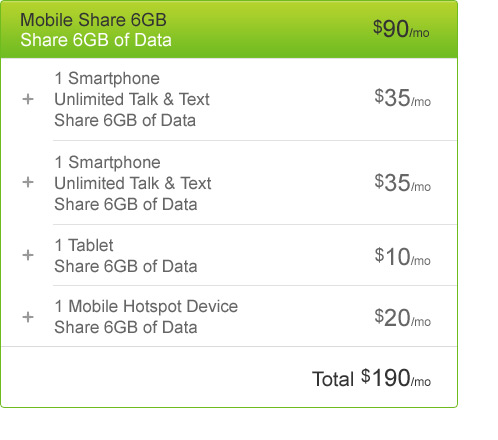 Mobile Share 6GB
Share 6GB of Data
$90/mo
+ 1 Smartphone
Unlimited Talk & Text
Share 6GB of Data
$35/mo
+ 1 Smartphone
Unlimited Talk & Text
Share 6GB of Data
$35/mo
+ 1 Tablet
Share 6GB of Data
$10/mo
+ 1 Mobile Hotspot Device
Share 6GB of Data
$20/mo
Total $190/mo